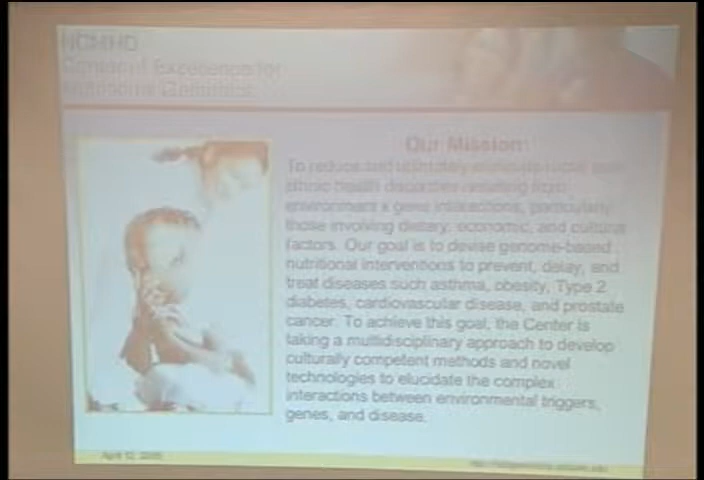 NCMHD
Center of Excellence for
Nutritional Genomics
Our Mission:
To reduce and ultimately eliminate racial and
ethnic health disparities resulting from
environment x gene interactions, particularly
those involving dietary, economic, and cultural
factors. Our goal is to devise genome-based
nutritional interventions to prevent, delay, and
treat diseases such asthma, obesity, Type 2
diabetes, cardiovascular disease, and prostate
cancer. To achieve this goal, the Center is
taking a multidisciplinary approach to develop
culturally competent methods and novel
technologies to elucidate the complex
interactions between environmental triggers,
genes, and disease.
April 12,